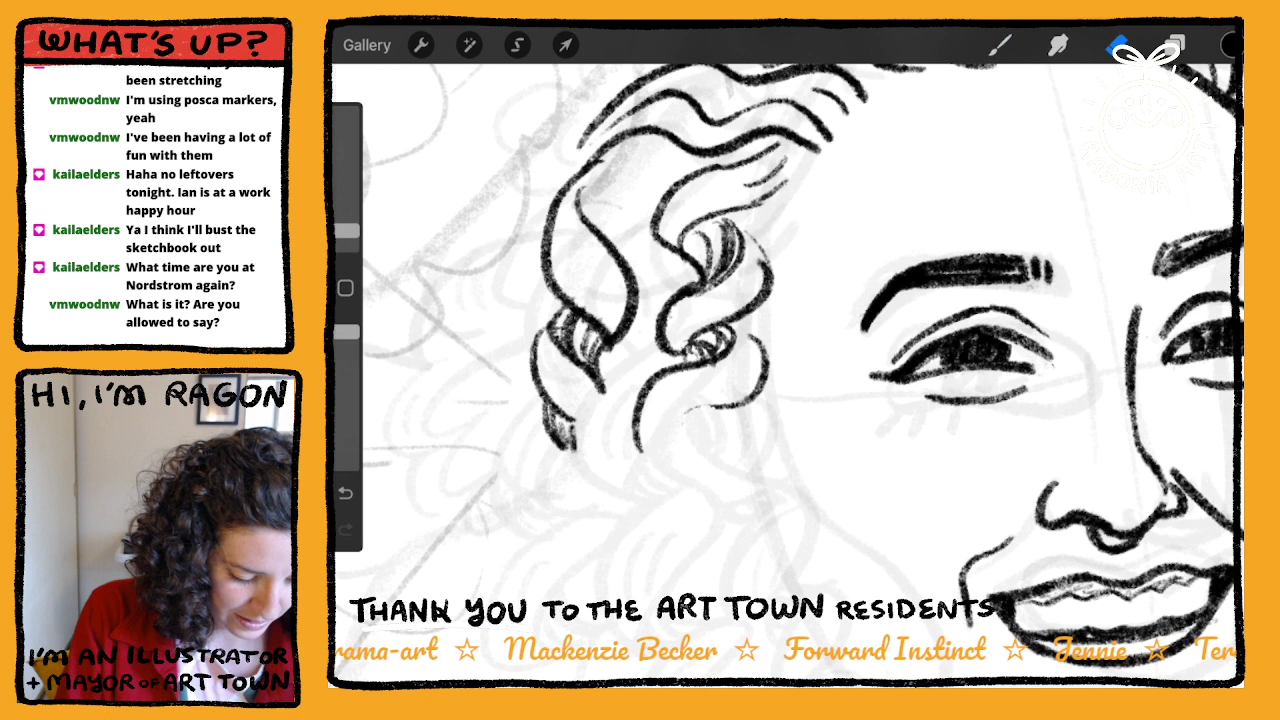 WHAT'S UP?
been stretching
vmwoodnw I'm using posca markers,
yeah
vmwoodnw I've been having a lot of
fun with them
kailaelders Haha no leftovers
tonight. Ian is at a work
happy hour
kailaelders Ya I think I'll bust the
sketchbook out
kailaelders What time are you at
Nordstrom again?
vmwoodnw What is it? Are you
allowed to say?
HI, I'M RAGON
I'M AN ILLUSTRATOR
+ MAYOR OF ART TOWN
Gallery
THANK YOU TO THE ART TOWN RESIDENTS
rama-art ☆ Mackenzie Becker ☆ Forward Instinct ☆ Jennie ☆ Ter